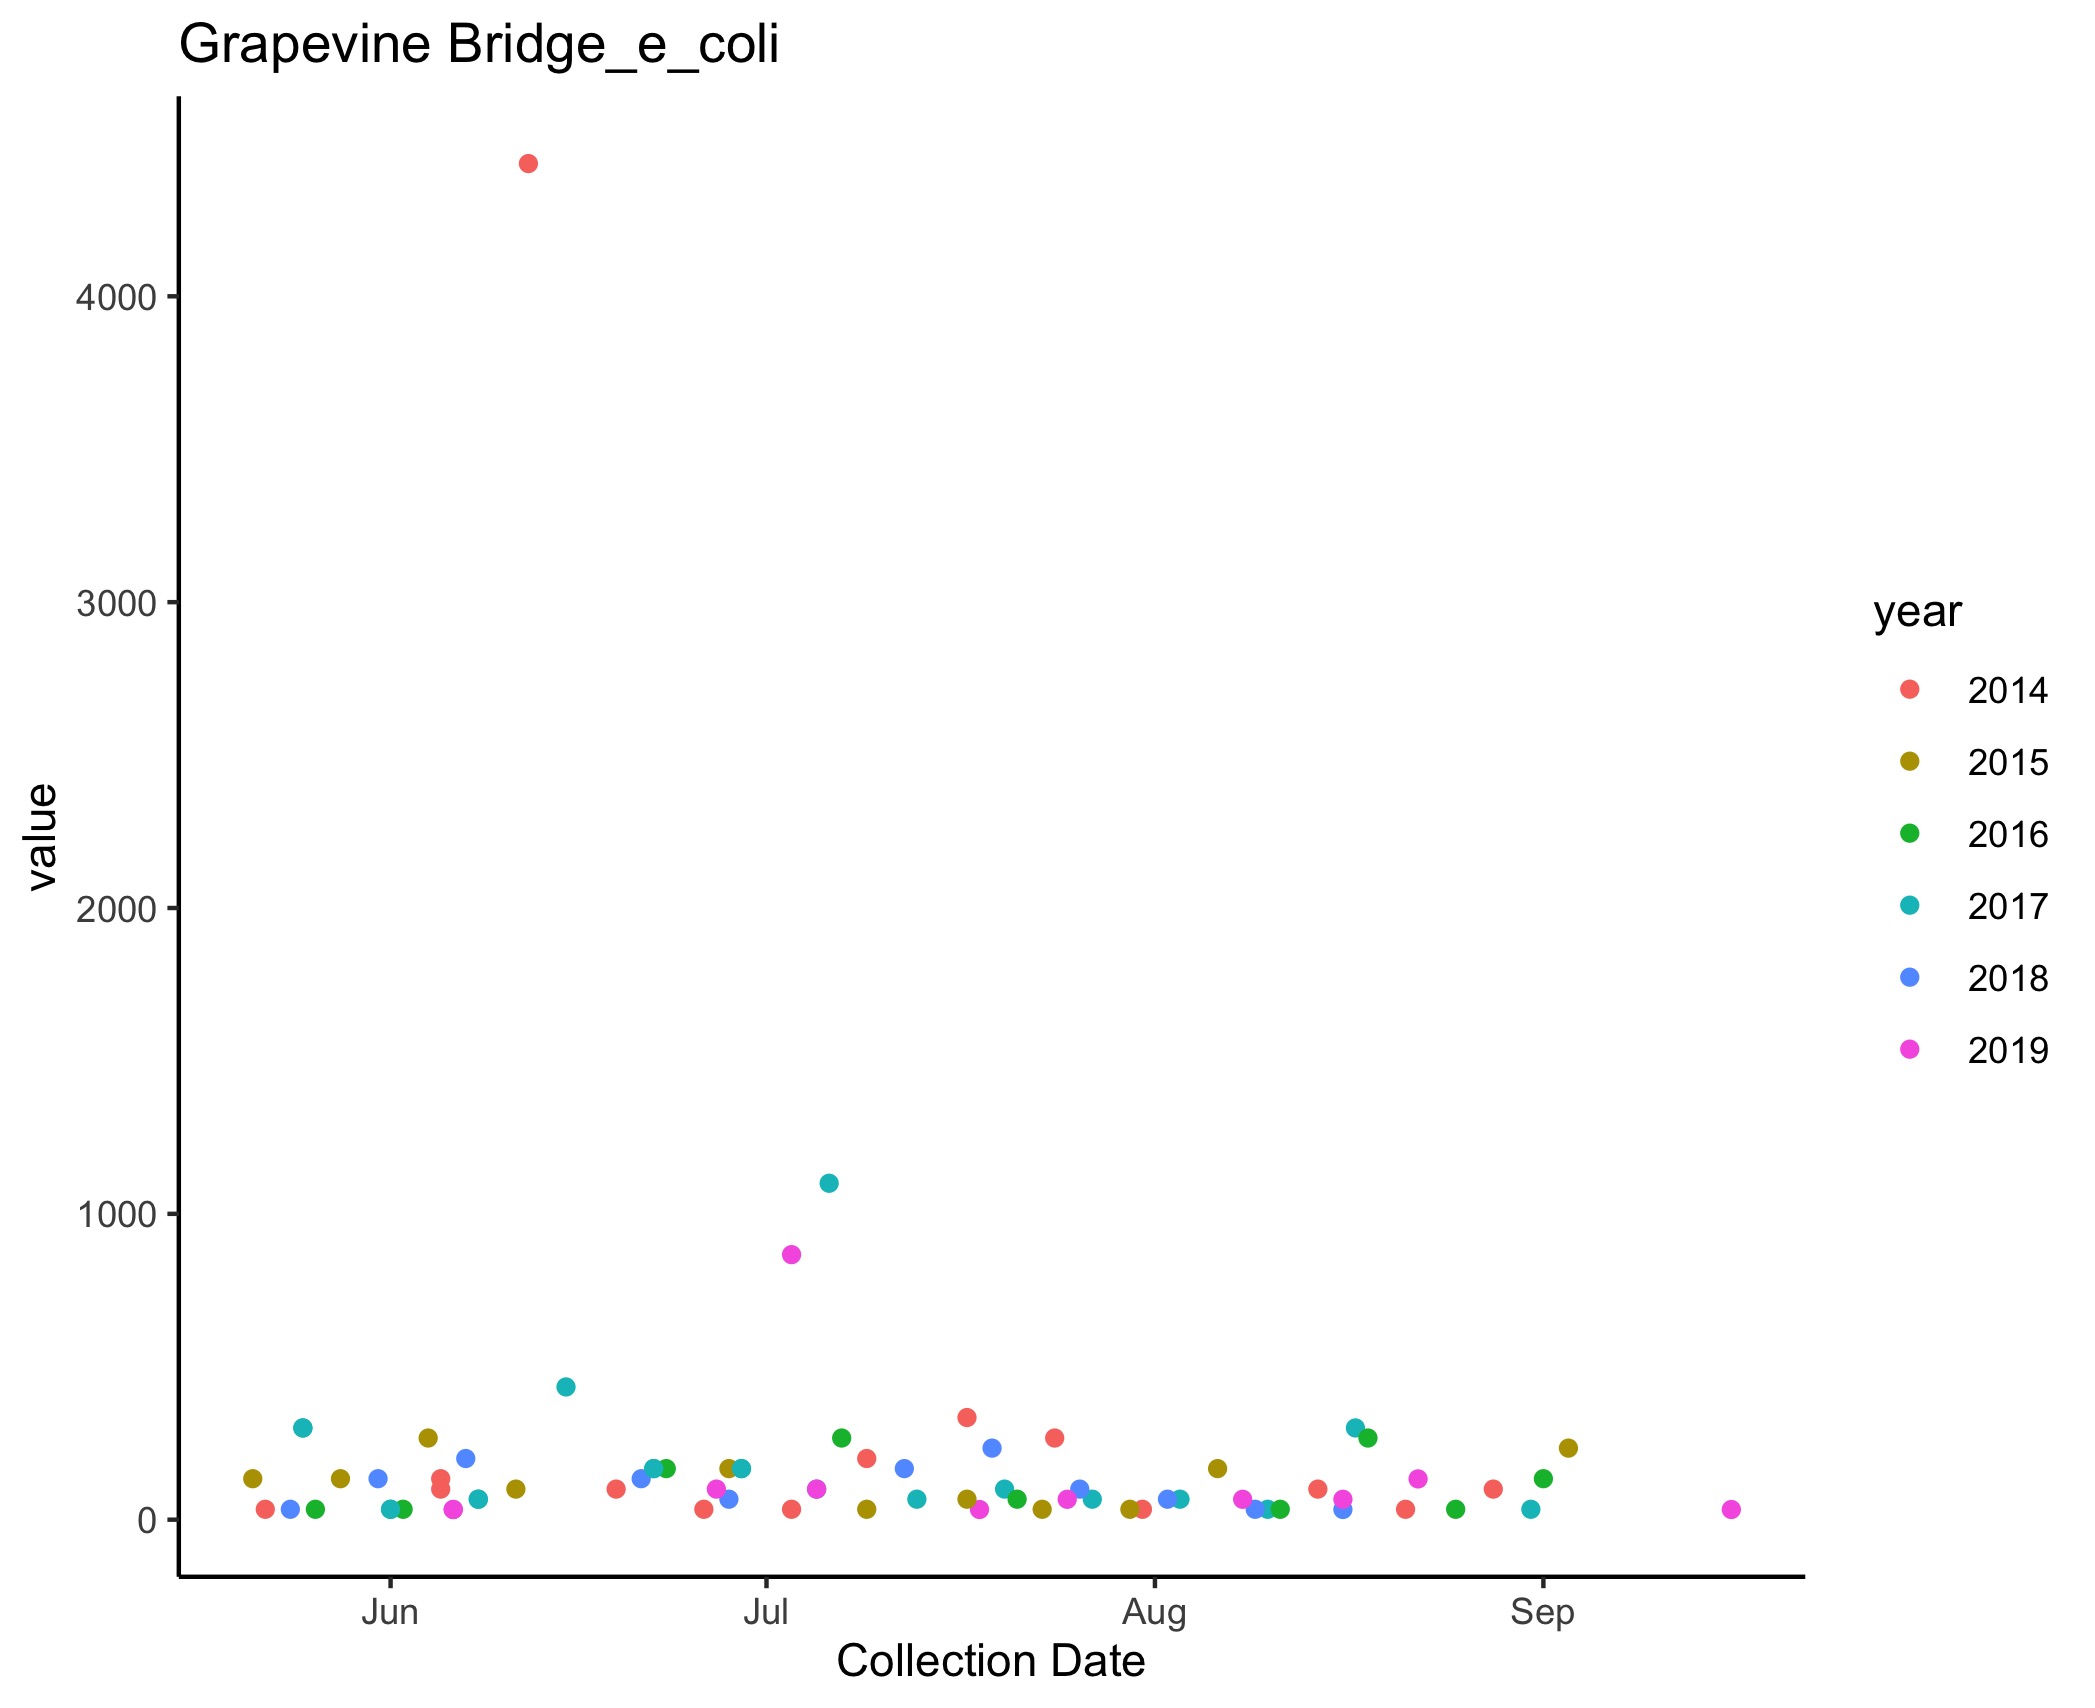 Grapevine Bridge_e_coli
value
4000
3000
2000
1000
0
Jun Jul Aug Sep
Collection Date
year
2014
2015
2016
2017
2018
2019